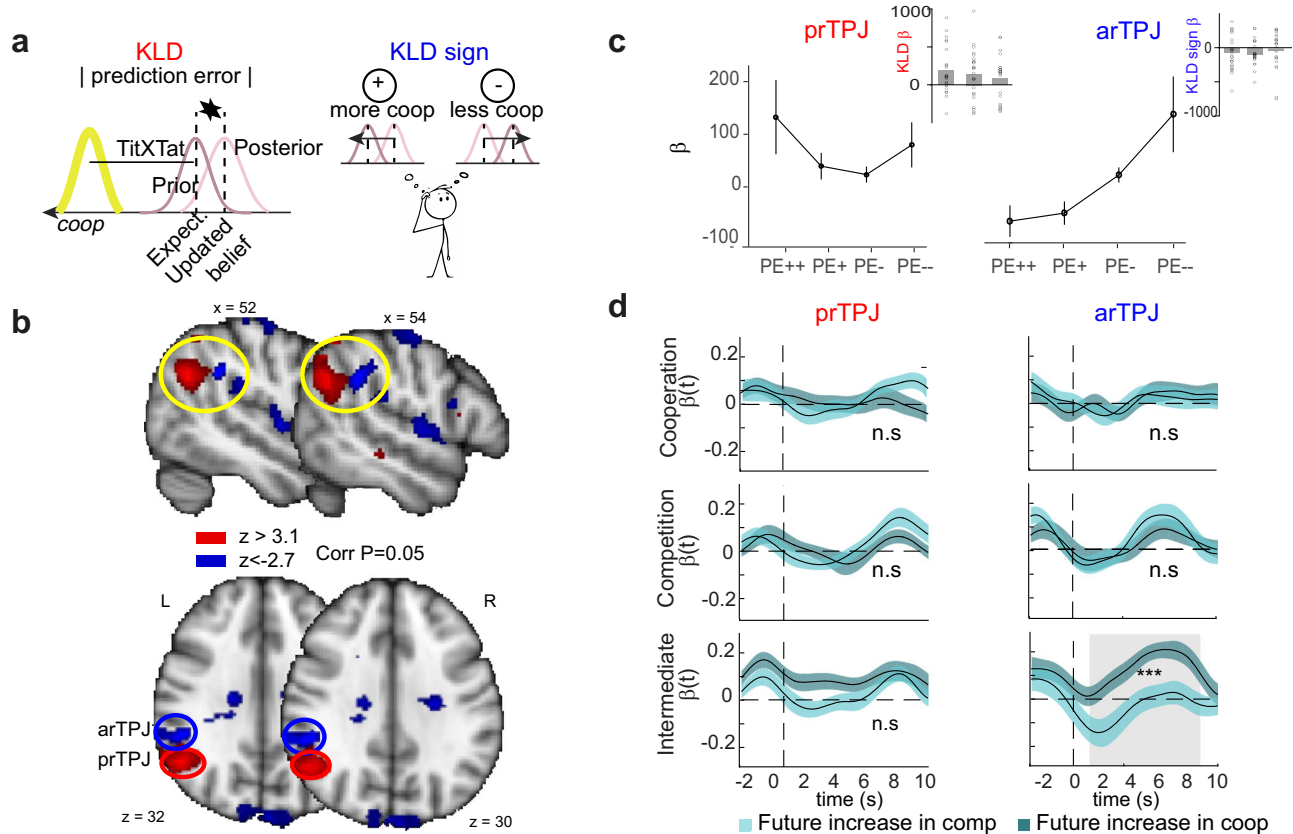 a
KLD
| prediction error |
TitXTat
Posterior
Prior
coop
Expect.
Updated
belief
KLD sign
+
-
more coop
less coop
b
x = 52
x = 54
z > 3.1
z<-2.7
Corr P=0.05
L
R
arTPJ
prTPJ
z = 32
z = 30
c
prTPJ
1000
KLD β
0
200
100
0
-100
β
PE++
PE+
PE-
PE--
arTPJ
KLD sign β
0
-1000
PE++
PE+
PE-
PE--
d
prTPJ
arTPJ
Cooperation
β(t)
0.2
0
-0.2
n.s
n.s
Competition
β(t)
0.2
0
-0.2
n.s
n.s
Intermediate
β(t)
0.2
0
-0.2
n.s
***
-2 0 2 4 6 8 10
time (s)
-2 0 2 4 6 8 10
time (s)
Future increase in comp
Future increase in coop